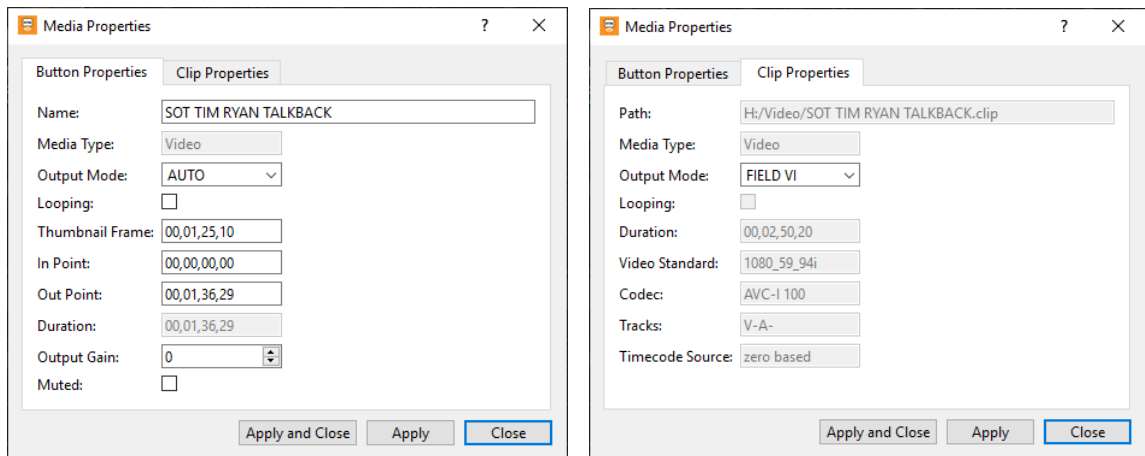 Media Properties ?
Button Properties Clip Properties
Name: SOT TIM RYAN TALKBACK
Media Type: Video
Output Mode: AUTO
Looping:
Thumbnail Frame: 00,01,25,10
In Point: 00,00,00,00
Out Point: 00,01,36,29
Duration: 00,01,36,29
Output Gain: 0
Muted:
Apply and Close Apply Close
Media Properties ?
Button Properties Clip Properties
Path: H:/Video/SOT TIM RYAN TALKBACK.clip
Media Type: Video
Output Mode: FIELD VI
Looping:
Duration: 00,02,50,20
Video Standard: 1080_59_94i
Codec: AVC-I 100
Tracks: V-A-
Timecode Source: zero based
Apply and Close Apply Close